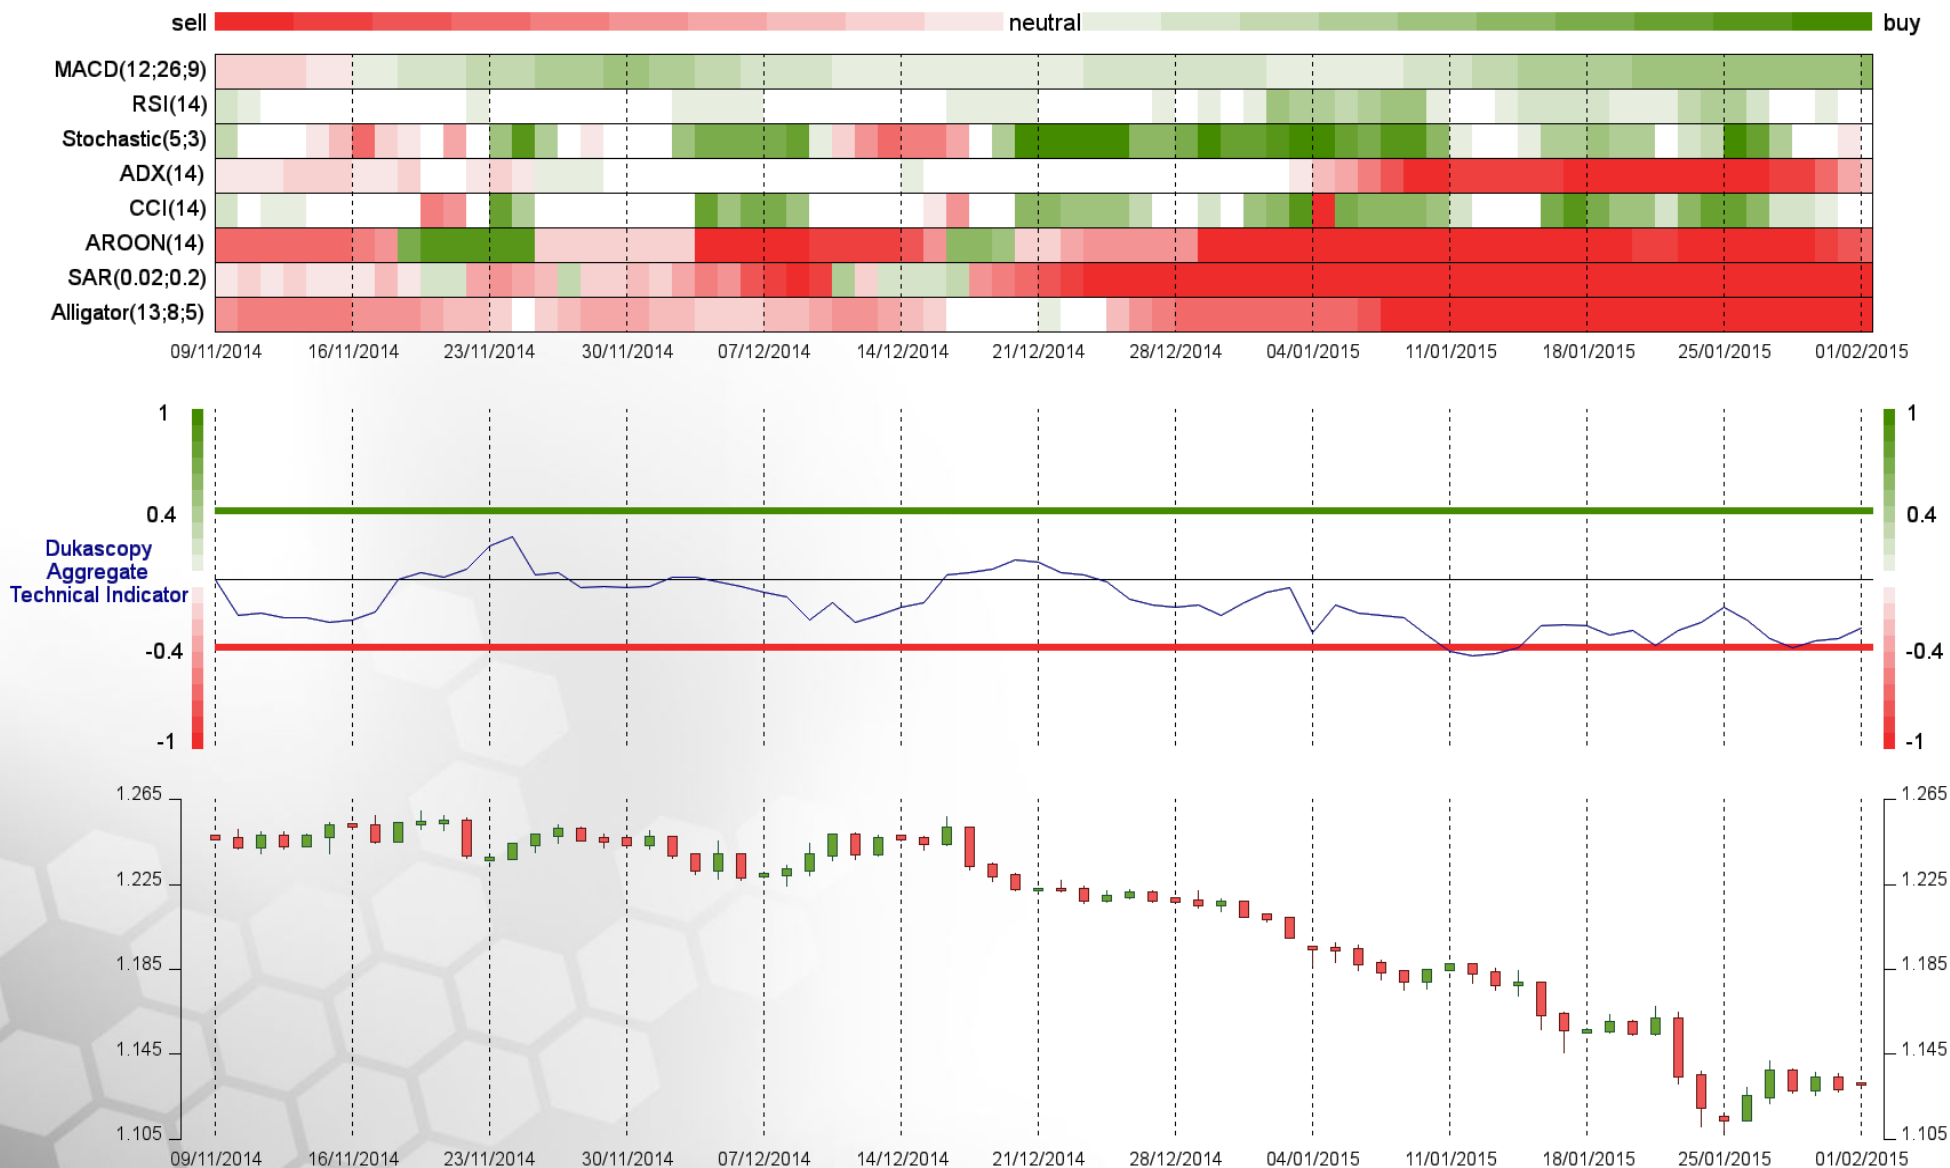 sell neutral buy
MACD(12;26;9)
RSI(14)
Stochastic(5;3)
ADX(14)
CCI(14)
AROON(14)
SAR(0.02;0.2)
Alligator(13;8;5)
09/11/2014 16/11/2014 23/11/2014 30/11/2014 07/12/2014 14/12/2014 21/12/2014 28/12/2014 04/01/2015 11/01/2015 18/01/2015 25/01/2015 01/02/2015
1 1
0.4 0.4
Dukascopy
Aggregate
Technical Indicator
-0.4 -0.4
-1 -1
1.265 1.265
1.225 1.225
1.185 1.185
1.145 1.145
1.105 1.105
09/11/2014 16/11/2014 23/11/2014 30/11/2014 07/12/2014 14/12/2014 21/12/2014 28/12/2014 04/01/2015 11/01/2015 18/01/2015 25/01/2015 01/02/2015